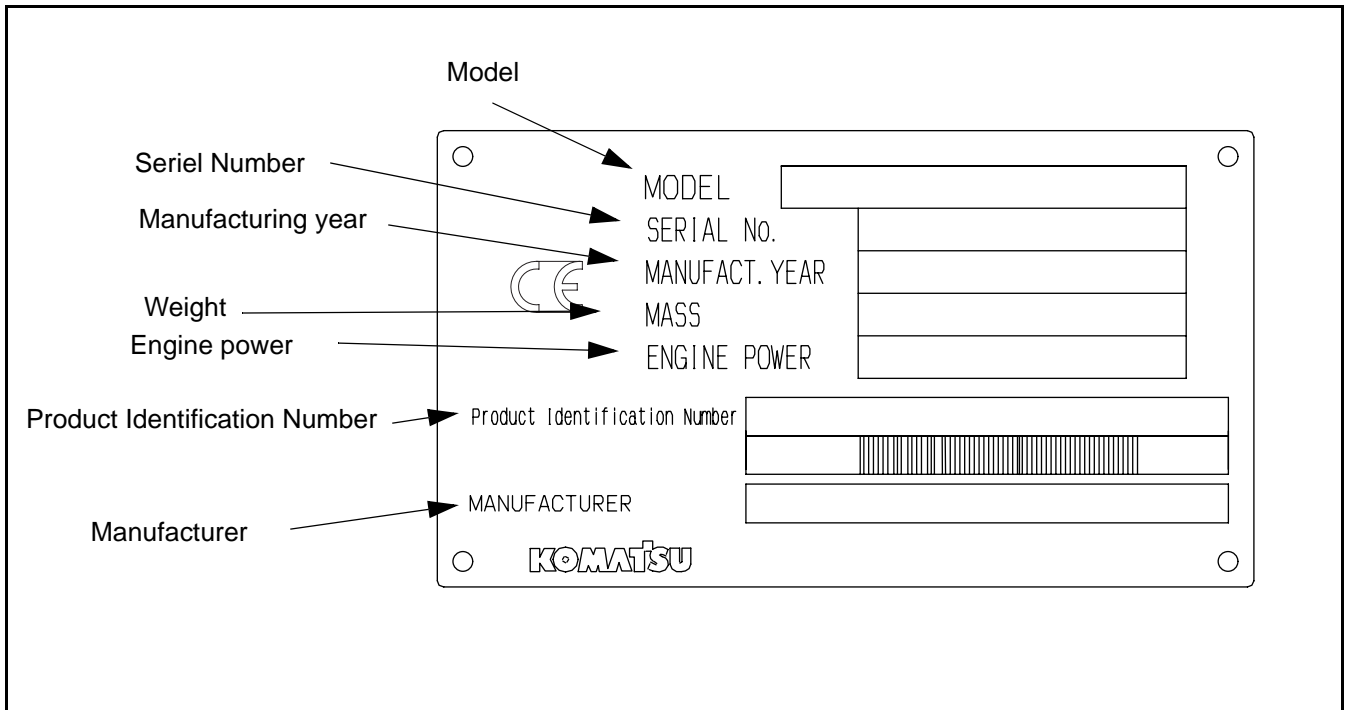 Model
Seriel Number
MODEL
Manufacturing year
SERIAL No.
MANUFACT. YEAR
CE
Weight
MASS
Engine power
ENGINE POWER
Product Identification Number
Product Identification Number
MANUFACTURER
Manufacturer
KOMATSU